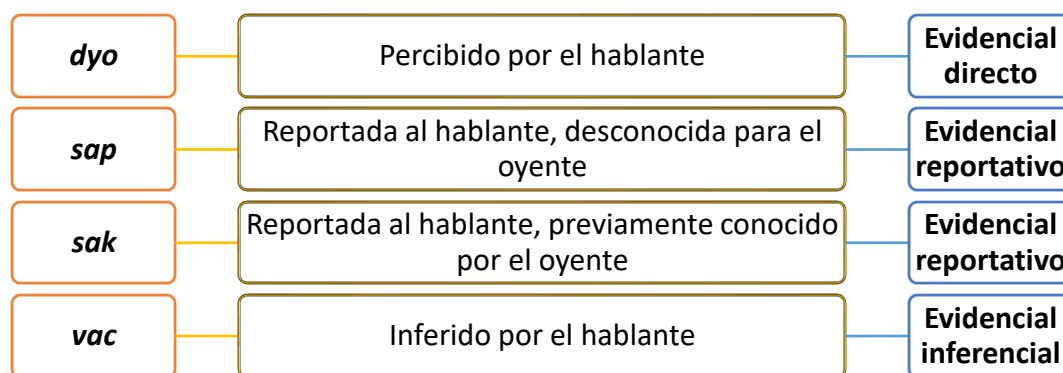 dyo
Percibido por el hablante
Evidencial
directo
sap
Reportada al hablante, desconocida para el
oyente
Evidencial
reportativo
sak
Reportada al hablante, previamente conocido
por el oyente
Evidencial
reportativo
vac
Inferido por el hablante
Evidencial
inferencial